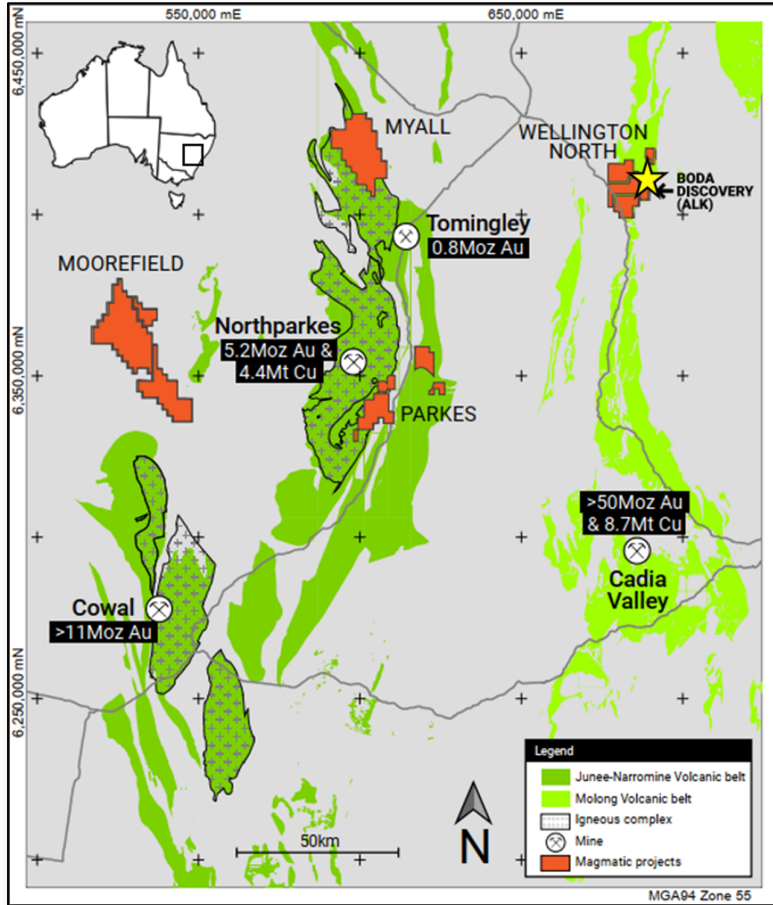 550,000 mE
650,000 mE
6,450,000 mN
MYALL
WELLINGTON
NORTH
BODA
DISCOVERY
(ALK)
Tomingley
0.8Moz Au
MOOREFIELD
Northparkes
5.2Moz Au &
4.4Mt Cu
6,350,000 mN
PARKES
>50Moz Au
& 8.7Mt Cu
Cadia
Valley
Cowal
>11Moz Au
6,250,000 mN
Legend
Junee-Narromine Volcanic belt
Molong Volcanic belt
Igneous complex
Mine
Magmatic projects
50km
N
MGA94 Zone 55